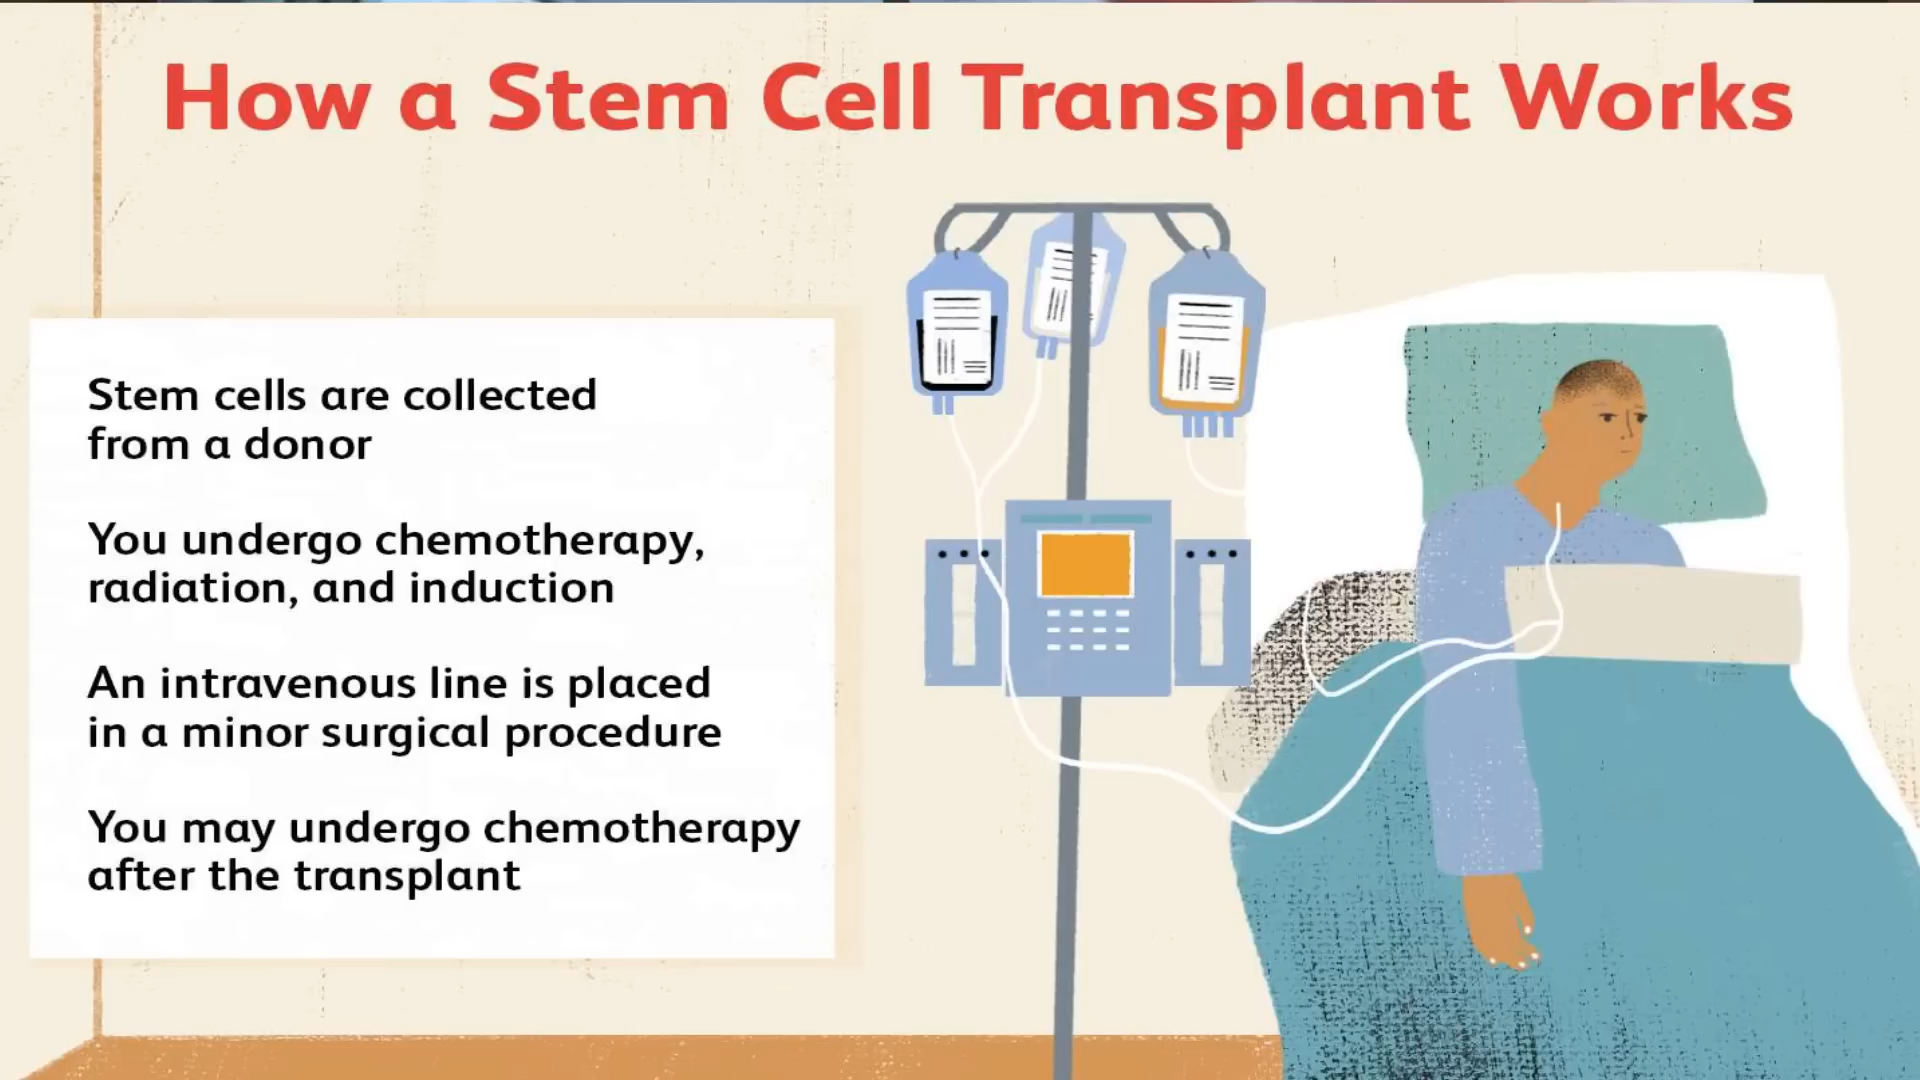 How a Stem Cell Transplant Works
Stem cells are collected
from a donor
You undergo chemotherapy,
radiation, and induction
An intravenous line is placed
in a minor surgical procedure
You may undergo chemotherapy
after the transplant